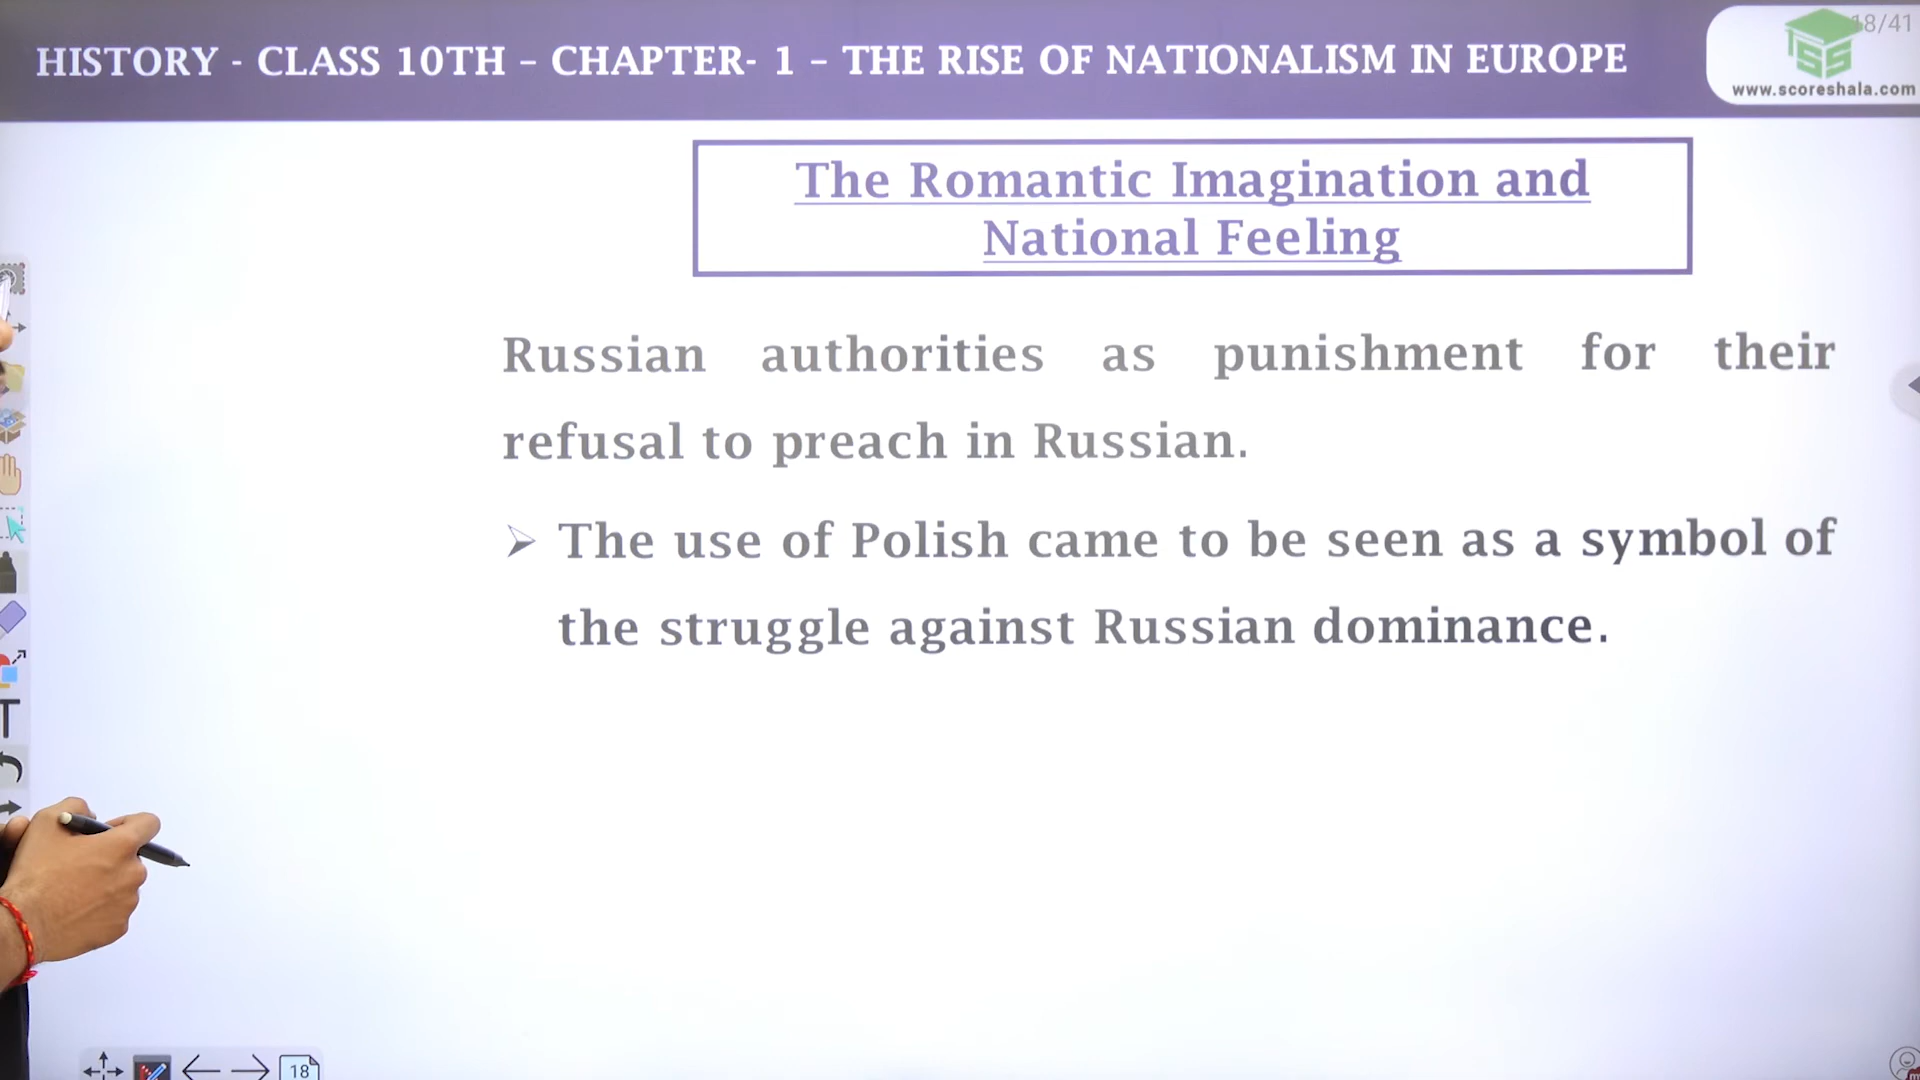 HISTORY - CLASS 10TH – CHAPTER- 1 – THE RISE OF NATIONALISM IN EUROPE
18/41
www.scoreshala.com
The Romantic Imagination and
National Feeling
Russian authorities as punishment for their
refusal to preach in Russian.
➢ The use of Polish came to be seen as a symbol of
the struggle against Russian dominance.
T
18